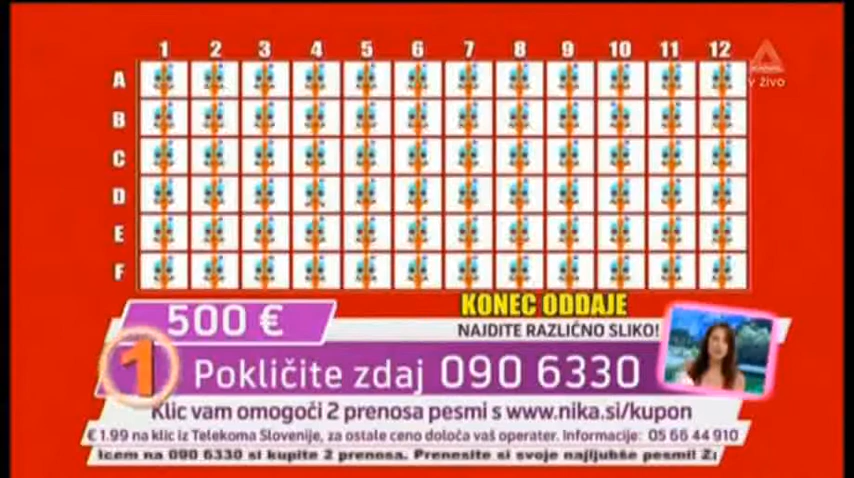 1 2 3 4 5 6 7 8 9 10 11 12
A
v živo
B
C
D
E
F
KONEC ODDAJE
500 €
NAJDITE RAZLIČNO SLIKO!
1 Pokličite zdaj 090 6330
Klic vam omogoči 2 prenosa pesmi s www.nika.si/kupon
€ 1.99 na klic iz Telekoma Slovenije, za ostale ceno določa vaš operater. Informacije: 05 66 44 910
icem na 090 6330 si kupite 2 prenosa. Prenesite si svoje najljubše pesmi! Z